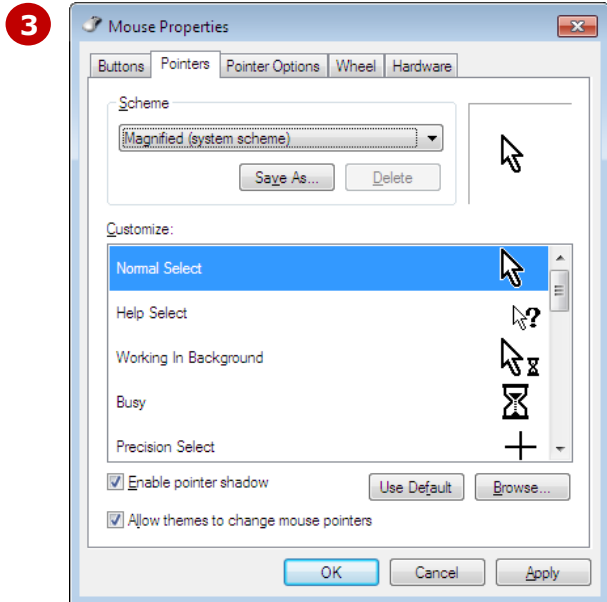 3
Mouse Properties
Buttons Pointers Pointer Options Wheel Hardware
Scheme
Magnified (system scheme)
Save As... Delete
Customize:
Normal Select
Help Select
Working In Background
Busy
Precision Select
Enable pointer shadow
Use Default Browse...
Allow themes to change mouse pointers
OK Cancel Apply